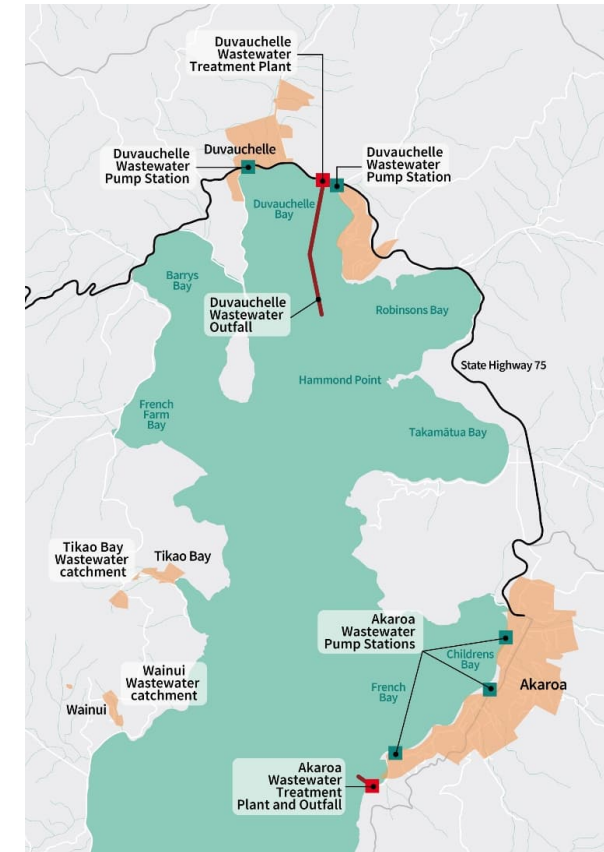 Duvauchelle
Wastewater
Treatment Plant
Duvauchelle
Wastewater
Pump Station
Duvauchelle
Duvauchelle
Wastewater
Pump Station
Duvauchelle
Bay
Barrys
Bay
Duvauchelle
Wastewater
Outfall
Robinsons Bay
State Highway 75
Hammond Point
French
Farm
Bay
Takamātua Bay
Tikao Bay
Wastewater
catchment
Tikao Bay
Akaroa
Wastewater
Pump Stations
Childrens
Bay
Wainui
Wastewater
catchment
French
Bay
Akaroa
Wainui
Akaroa
Wastewater
Treatment
Plant and Outfall